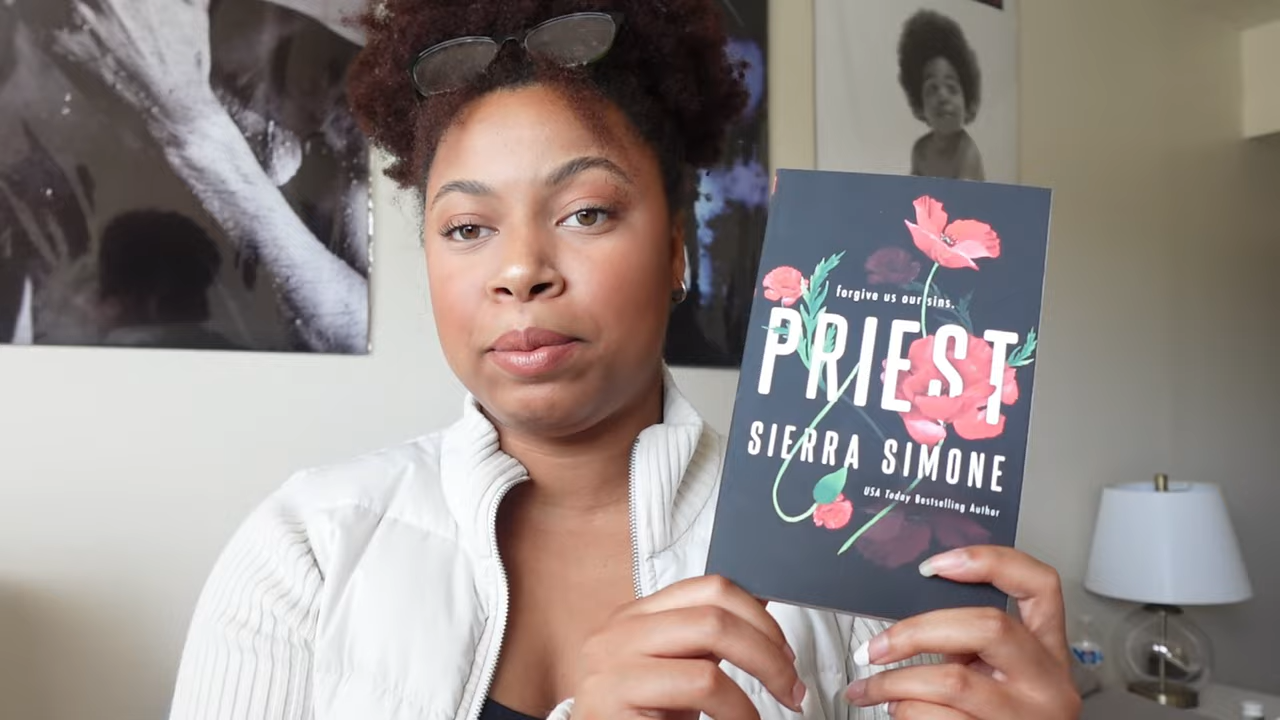 forgive us our sins.
PRIEST
SIERRA SIMONE
USA Today Bestselling Author